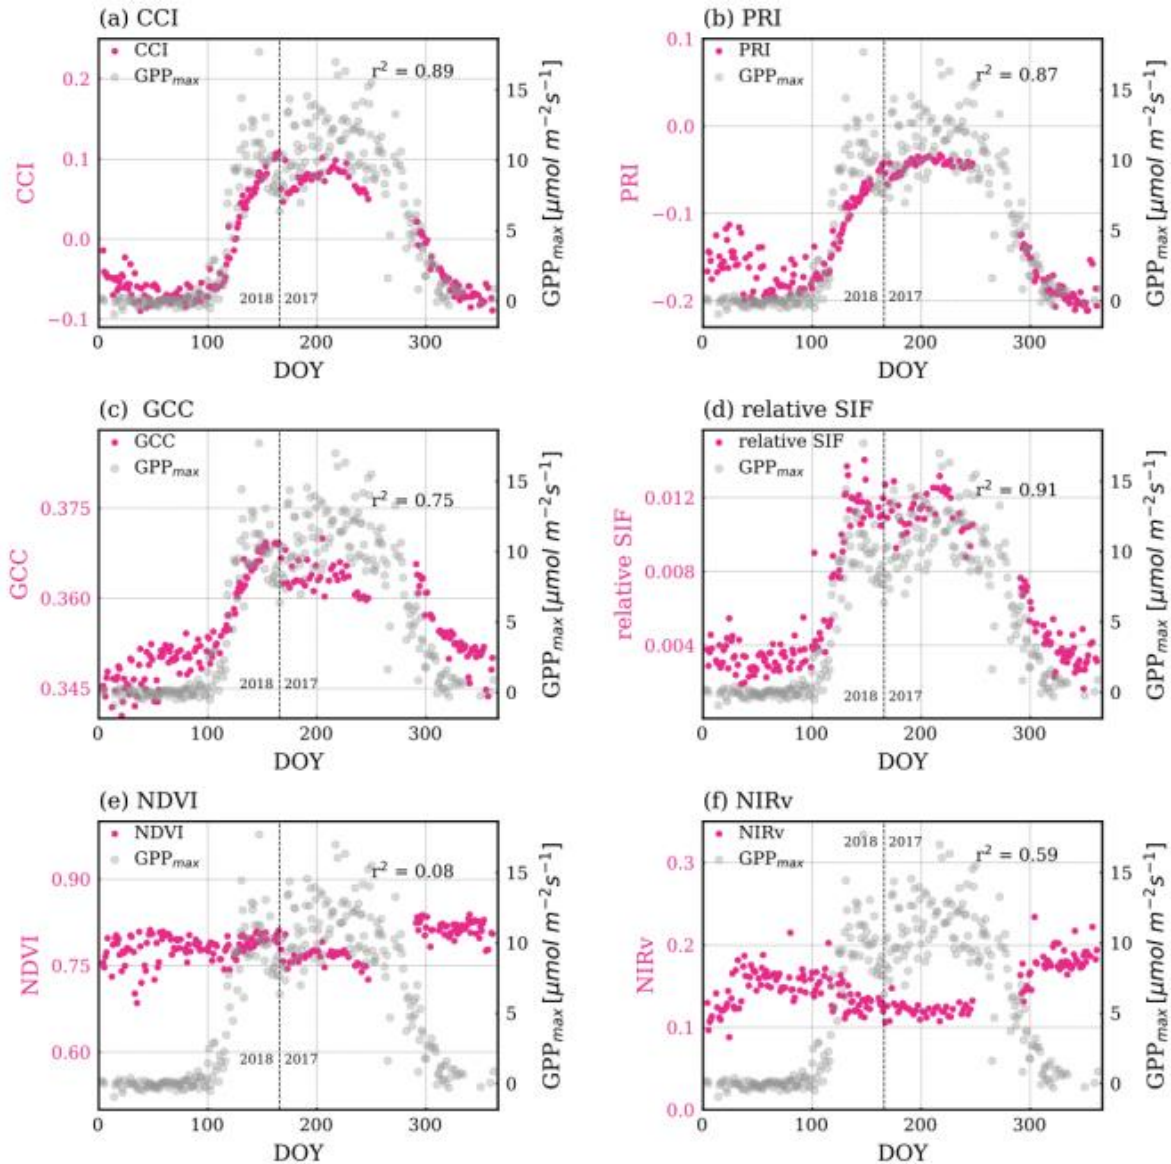 (a) CCI
CCI
GPPmax
r² = 0.89
0.2
0.1
0.0
−0.1
CCI
15
10
5
0
GPPmax [μmol m⁻²s⁻¹]
2018 2017
0 100 200 300
DOY
(b) PRI
PRI
GPPmax
r² = 0.87
0.1
0.0
−0.1
−0.2
PRI
15
10
5
0
GPPmax [μmol m⁻²s⁻¹]
2018 2017
0 100 200 300
DOY
(c) GCC
GCC
GPPmax
r² = 0.75
0.375
0.360
0.345
GCC
15
10
5
0
GPPmax [μmol m⁻²s⁻¹]
2018 2017
0 100 200 300
DOY
(d) relative SIF
relative SIF
GPPmax
r² = 0.91
0.012
0.008
0.004
relative SIF
15
10
5
0
GPPmax [μmol m⁻²s⁻¹]
2018 2017
0 100 200 300
DOY
(e) NDVI
NDVI
GPPmax
r² = 0.08
0.90
0.75
0.60
NDVI
15
10
5
0
GPPmax [μmol m⁻²s⁻¹]
2018 2017
0 100 200 300
DOY
(f) NIRv
NIRv
GPPmax
2018 2017
r² = 0.59
0.3
0.2
0.1
0.0
NIRv
15
10
5
0
GPPmax [μmol m⁻²s⁻¹]
0 100 200 300
DOY